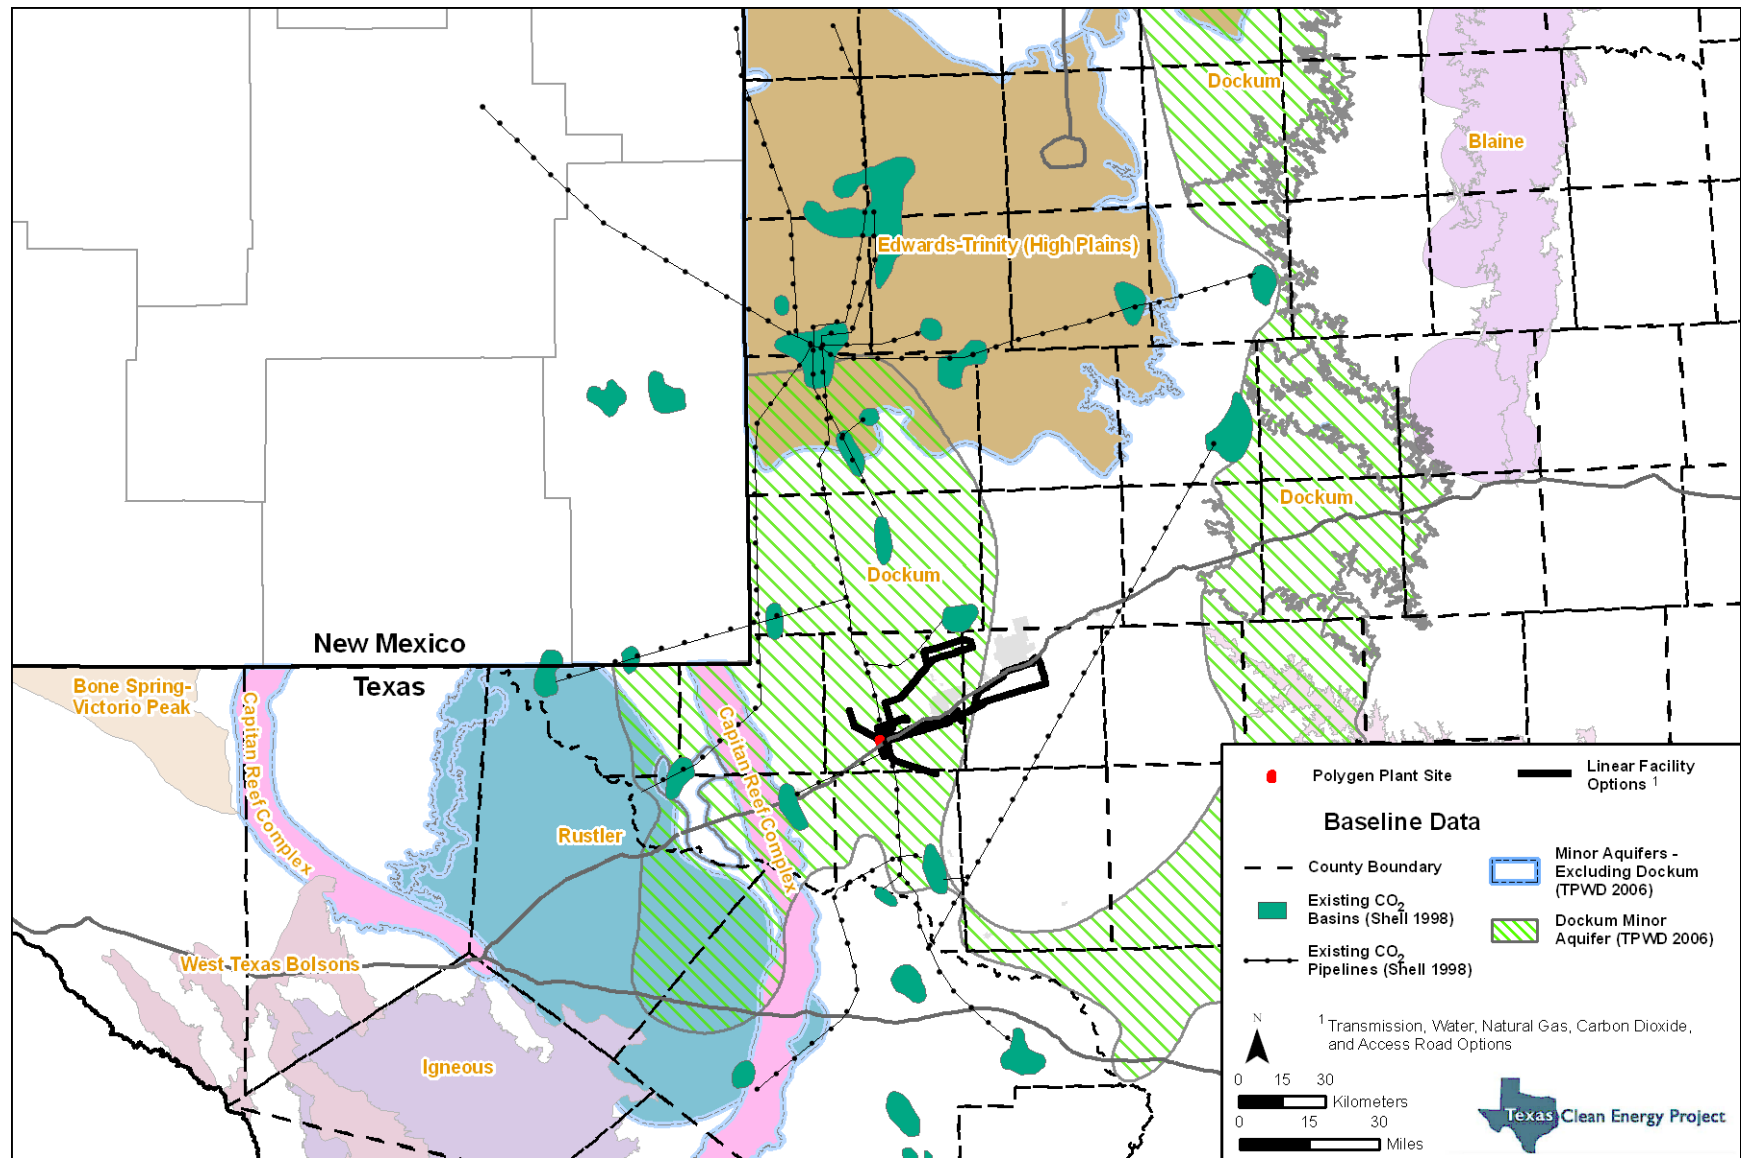 Dockum
Blaine
Edwards-Trinity (High Plains)
Dockum
Dockum
New Mexico
Texas
Bone Spring-
Victorio Peak
Capitan Reef Complex
Capitan Reef Complex
Rustler
West Texas Bolsons
Igneous
Polygen Plant Site
Linear Facility
Options 1
Baseline Data
County Boundary
Existing CO2
Basins (Shell 1998)
Existing CO2
Pipelines (Shell 1998)
Minor Aquifers -
Excluding Dockum
(TPWD 2006)
Dockum Minor
Aquifer (TPWD 2006)
N
1 Transmission, Water, Natural Gas, Carbon Dioxide,
and Access Road Options
0 15 30
Kilometers
0 15 30
Miles
Texas Clean Energy Project